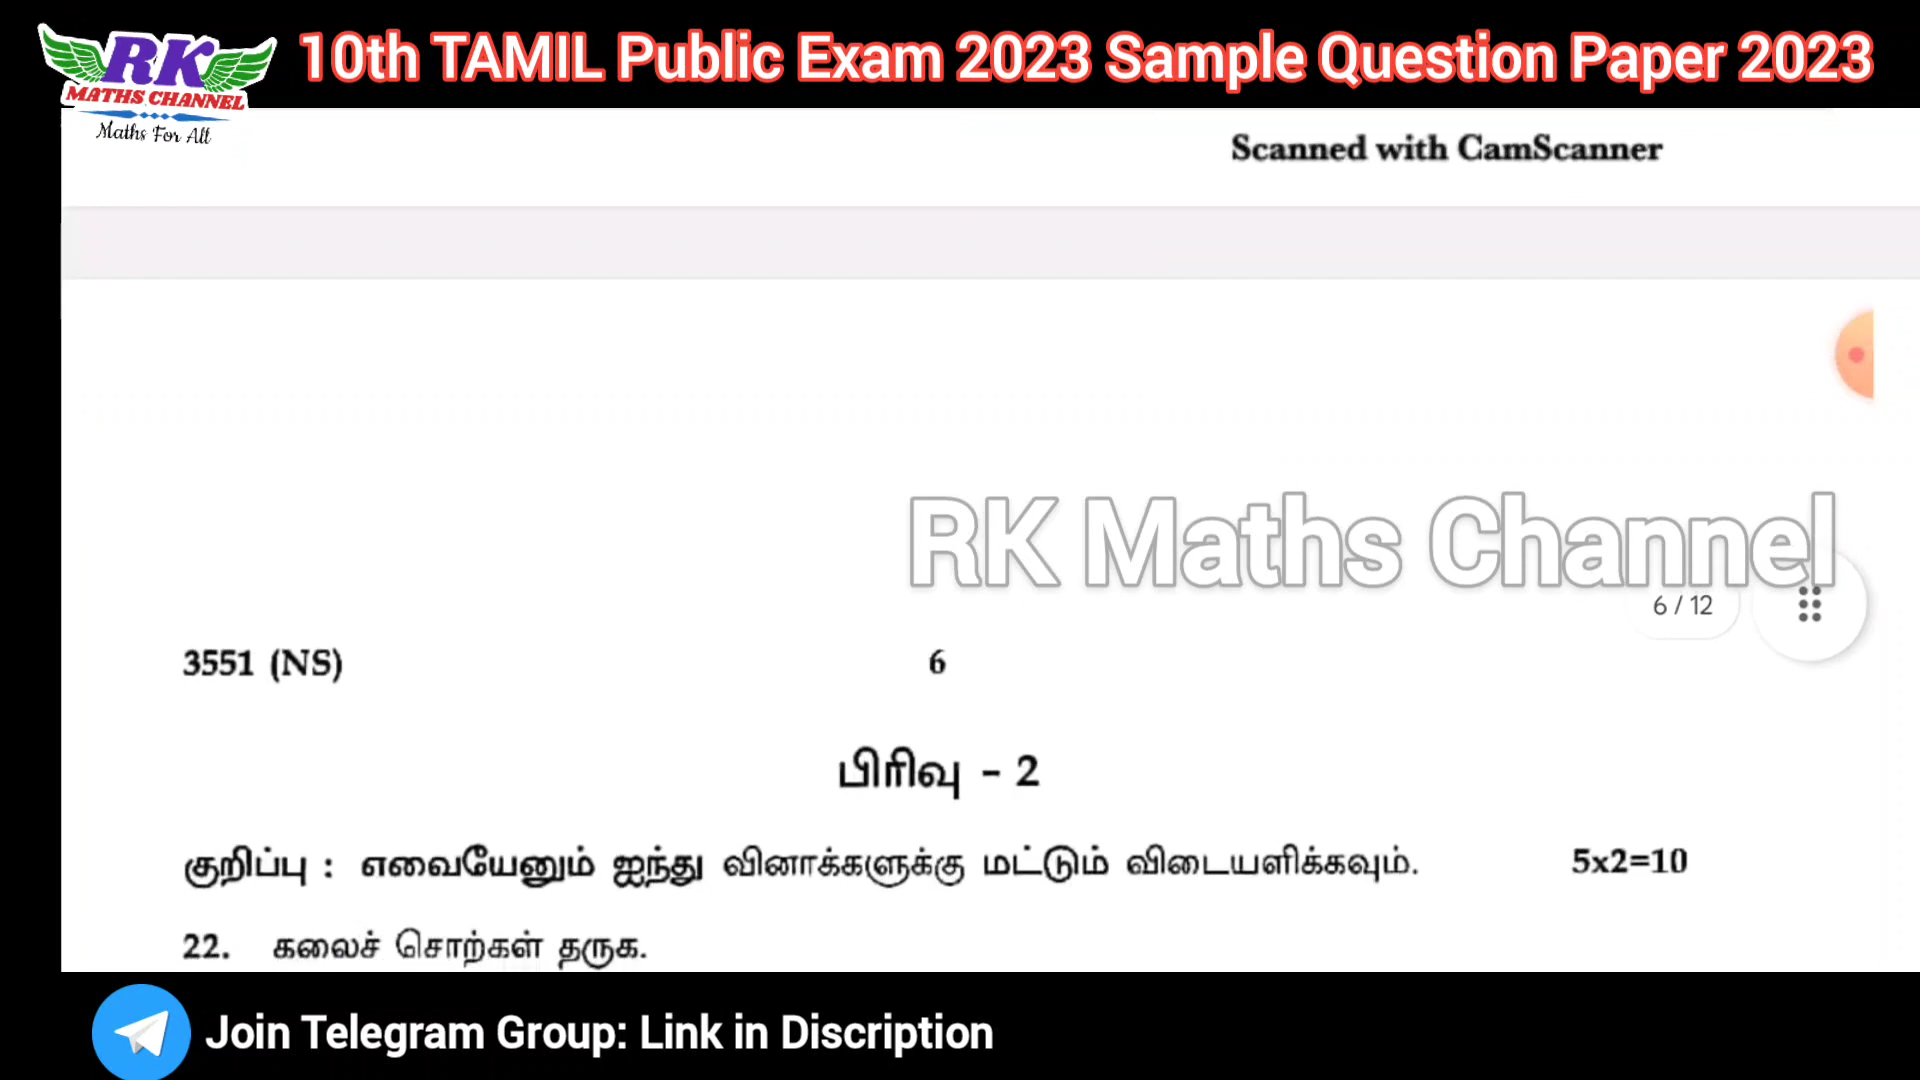 RK
MATHS CHANNEL
Maths For All
10th TAMIL Public Exam 2023 Sample Question Paper 2023
Scanned with CamScanner
RK Maths Channel
6 / 12
3551 (NS)
6
பிரிவு - 2
குறிப்பு : எவையேனும் ஐந்து வினாக்களுக்கு மட்டும் விடையளிக்கவும். 5x2=10
22. கலைச் சொற்கள் தருக.
Join Telegram Group: Link in Discription